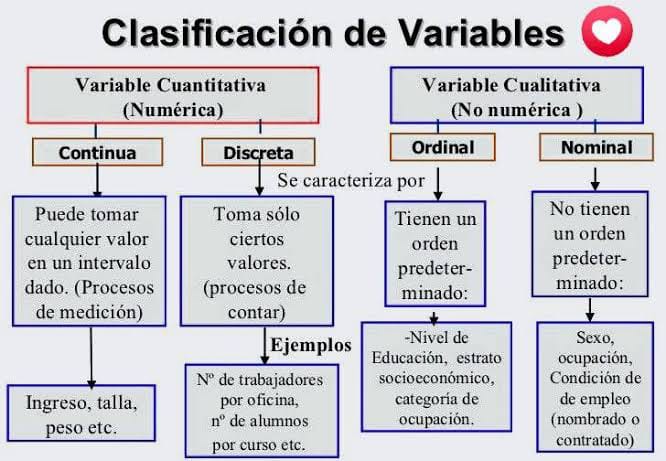 Clasificación de Variables
Variable Cuantitativa
(Numérica)
Variable Cualitativa
(No numérica )
Continua
Discreta
Ordinal
Nominal
Se caracteriza por
Puede tomar
cualquier valor
en un intervalo
dado. (Procesos
de medición)
Toma sólo
ciertos
valores.
(procesos de
contar)
Tienen un
orden
predeter-
minado:
No tienen
un orden
predeter-
minado:
Ejemplos
Ingreso, talla,
peso etc.
Nº de trabajadores
por oficina,
nº de alumnos
por curso etc.
-Nivel de
Educación, estrato
socioeconómico,
categoría de
ocupación.
Sexo,
ocupación,
Condición de
de empleo
(nombrado o
contratado)